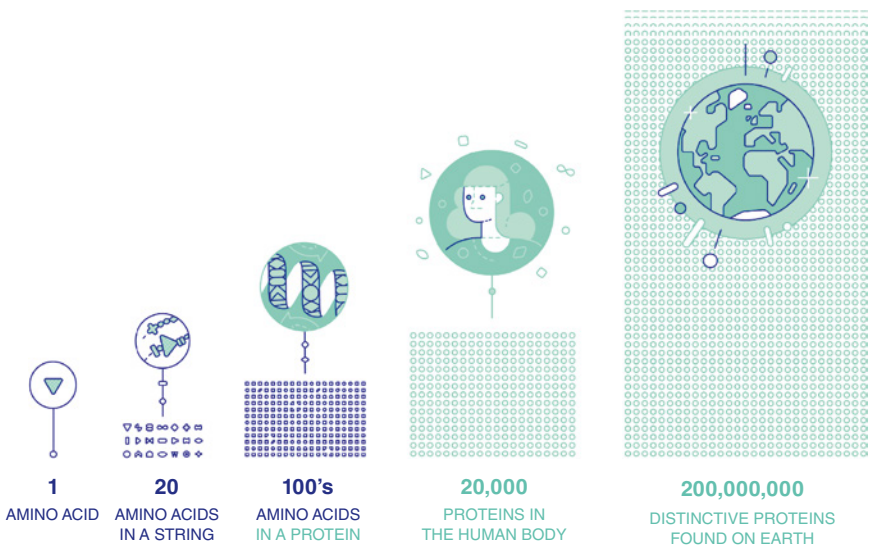 1
AMINO ACID
20
AMINO ACIDS
IN A STRING
100's
AMINO ACIDS
IN A PROTEIN
20,000
PROTEINS IN
THE HUMAN BODY
200,000,000
DISTINCTIVE PROTEINS
FOUND ON EARTH